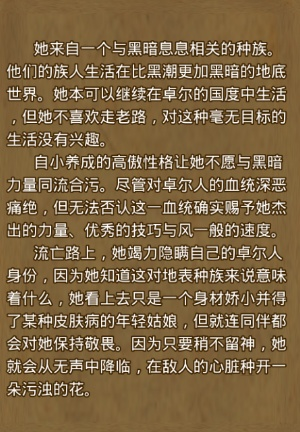 她来自一个与黑暗息息相关的种族。
他们的族人生活在比黑潮更加黑暗的地底
世界。她本可以继续在卓尔的国度中生活
，但她不喜欢走老路，对这种毫无目标的
生活没有兴趣。
自小养成的高傲性格让她不愿与黑暗
力量同流合污。尽管对卓尔人的血统深恶
痛绝，但无法否认这一血统确实赐予她杰
出的力量、优秀的技巧与风一般的速度。
流亡路上，她竭力隐瞒自己的卓尔人
身份，因为她知道这对地表种族来说意味
着什么，她看上去只是一个身材娇小并得
了某种皮肤病的年轻姑娘，但就连同伴都
会对她保持敬畏。因为只要稍不留神，她
就会从无声中降临，在敌人的心脏种开一
朵污浊的花。